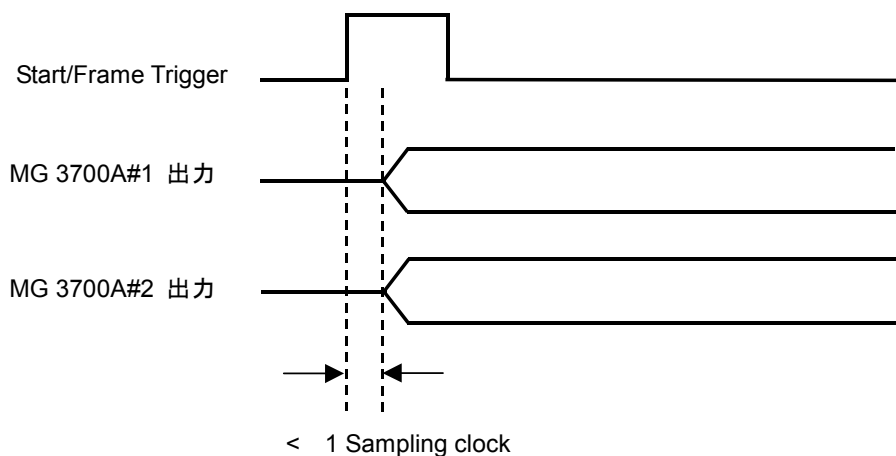 Start/Frame Trigger
MG 3700A#1 出力
MG 3700A#2 出力
< 1 Sampling clock